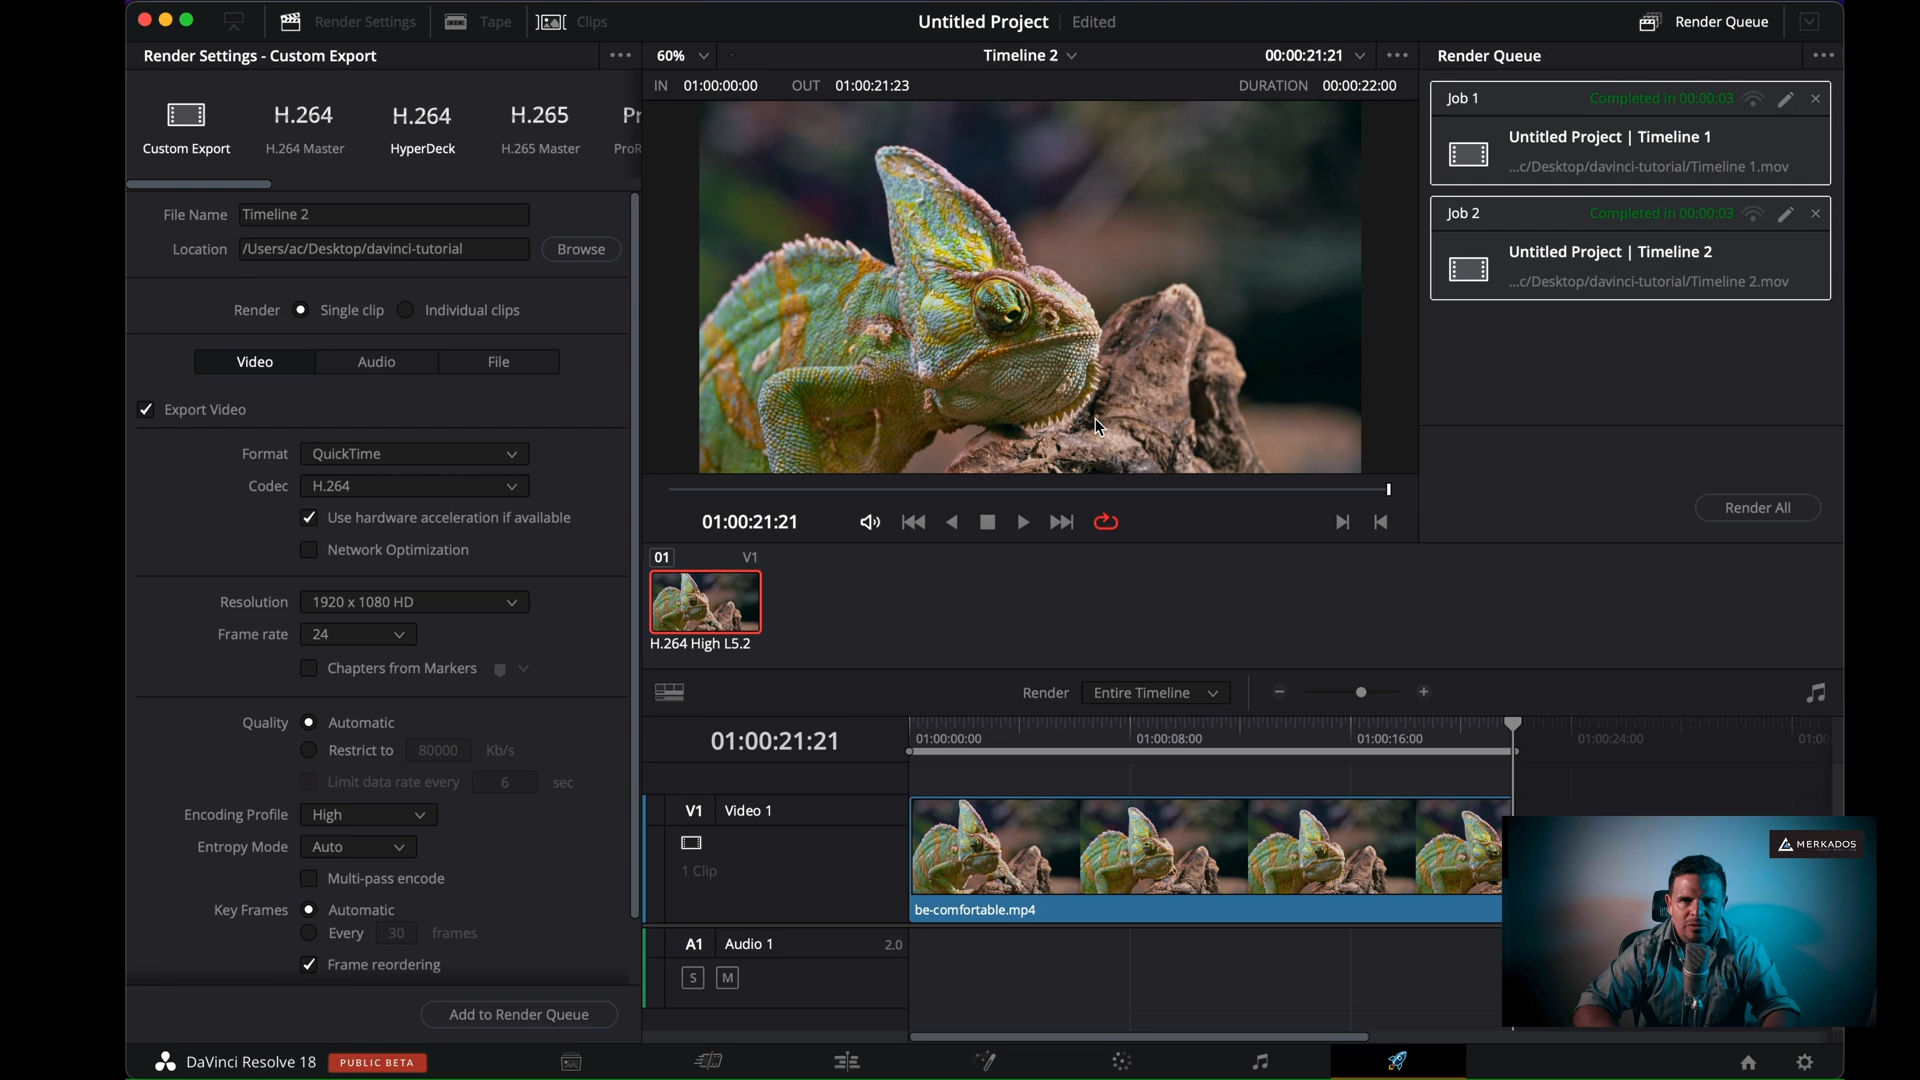 Render Settings
Tape
Clips
Untitled Project
Edited
Render Queue
Render Settings - Custom Export
60%
Timeline 2
00:00:21:21
Render Queue
IN 01:00:00:00 OUT 01:00:21:23
DURATION 00:00:22:00
Custom Export
H.264
H.264 Master
H.264
HyperDeck
H.265
H.265 Master
Pr
ProR
Job 1
Completed in 00:00:03
Untitled Project | Timeline 1
...c/Desktop/davinci-tutorial/Timeline 1.mov
Job 2
Completed in 00:00:03
Untitled Project | Timeline 2
...c/Desktop/davinci-tutorial/Timeline 2.mov
Render All
File Name Timeline 2
Location /Users/ac/Desktop/davinci-tutorial Browse
Render Single clip Individual clips
Video Audio File
Export Video
Format QuickTime
Codec H.264
Use hardware acceleration if available
Network Optimization
Resolution 1920 x 1080 HD
Frame rate 24
Chapters from Markers
Quality Automatic
Restrict to 80000 Kb/s
Limit data rate every 6 sec
Encoding Profile High
Entropy Mode Auto
Multi-pass encode
Key Frames Automatic
Every 30 frames
Frame reordering
Add to Render Queue
01:00:21:21
01 V1
H.264 High L5.2
Render Entire Timeline
01:00:21:21
01:00:00:00
01:00:08:00
01:00:16:00
01:00:24:00
01:00:
V1 Video 1
1 Clip
be-comfortable.mp4
A1 Audio 1 2.0
S M
MERKADOS
DaVinci Resolve 18
PUBLIC BETA